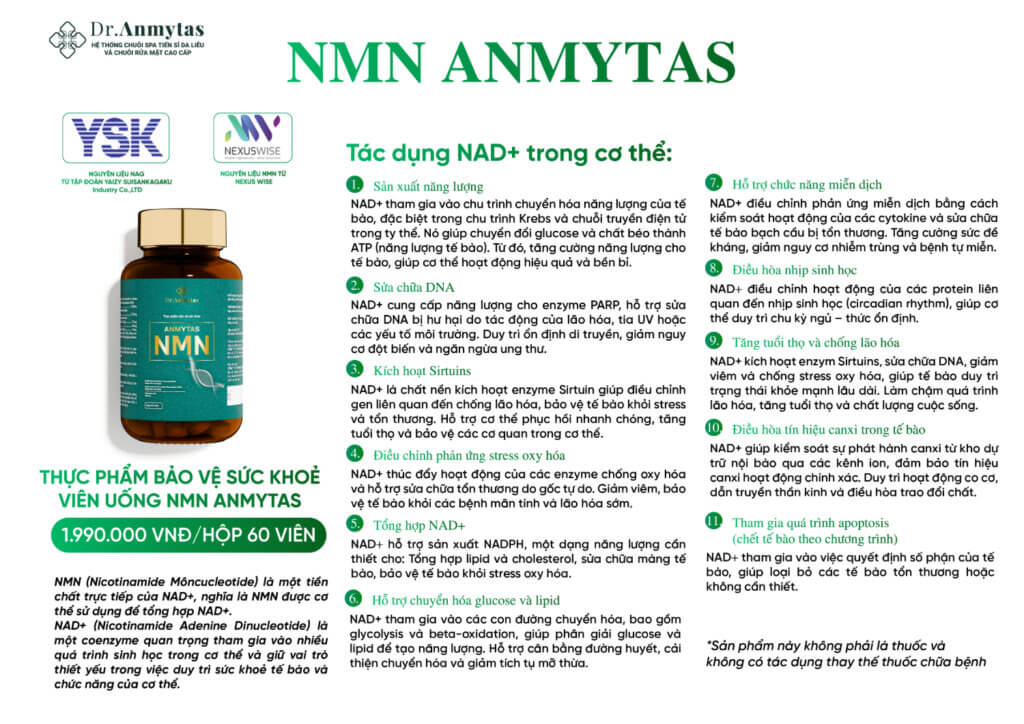 Dr.Anmytas
HỆ THỐNG CHUỖI SPA TIẾN SĨ DA LIỄU
VÀ CHUỖI RỬA MẶT CAO CẤP
NMN ANMYTAS
YSK
NGUYÊN LIỆU NAG
TỪ TẬP ĐOÀN YAIZY SUISANKAGAKU
Industry Co.,LTD
NEXUSWISE
NGUYÊN LIỆU NMN TỪ
NEXUS WISE
Dr.Anmytas
ANMYTAS
NMN
THỰC PHẨM BẢO VỆ SỨC KHOẺ
VIÊN UỐNG NMN ANMYTAS
1.990.000 VNĐ/HỘP 60 VIÊN
NMN (Nicotinamide Môncucleotide) là một tiền
chất trực tiếp của NAD+, nghĩa là NMN được cơ
thể sử dụng để tổng hợp NAD+.
NAD+ (Nicotinamide Adenine Dinucleotide) là
một coenzyme quan trọng tham gia vào nhiều
quá trình sinh học trong cơ thể và giữ vai trò
thiết yếu trong việc duy trì sức khoẻ tế bào và
chức năng của cơ thể.
Tác dụng NAD+ trong cơ thể:
1. Sản xuất năng lượng
NAD+ tham gia vào chu trình chuyển hóa năng lượng của tế
bào, đặc biệt trong chu trình Krebs và chuỗi truyền điện tử
trong ty thể. Nó giúp chuyển đổi glucose và chất béo thành
ATP (năng lượng tế bào). Từ đó, tăng cường năng lượng cho
tế bào, giúp cơ thể hoạt động hiệu quả và bền bỉ.
2. Sửa chữa DNA
NAD+ cung cấp năng lượng cho enzyme PARP, hỗ trợ sửa
chữa DNA bị hư hại do tác động của lão hóa, tia UV hoặc
các yếu tố môi trường. Duy trì ổn định di truyền, giảm nguy
cơ đột biến và ngăn ngừa ung thư.
3. Kích hoạt Sirtuins
NAD+ là chất nền kích hoạt enzyme Sirtuin giúp điều chỉnh
gen liên quan đến chống lão hóa, bảo vệ tế bào khỏi stress
và tổn thương. Hỗ trợ cơ thể phục hồi nhanh chóng, tăng
tuổi thọ và bảo vệ các cơ quan trong cơ thể.
4. Điều chỉnh phản ứng stress oxy hóa
NAD+ thúc đẩy hoạt động của các enzyme chống oxy hóa
và hỗ trợ sửa chữa tổn thương do gốc tự do. Giảm viêm, bảo
vệ tế bào khỏi các bệnh mãn tính và lão hóa sớm.
5. Tổng hợp NAD+
NAD+ hỗ trợ sản xuất NADPH, một dạng năng lượng cần
thiết cho: Tổng hợp lipid và cholesterol, sửa chữa màng tế
bào, bảo vệ tế bào khỏi stress oxy hóa.
6. Hỗ trợ chuyển hóa glucose và lipid
NAD+ tham gia vào các con đường chuyển hóa, bao gồm
glycolysis và beta-oxidation, giúp phân giải glucose và
lipid để tạo năng lượng. Hỗ trợ cân bằng đường huyết, cải
thiện chuyển hóa và giảm tích tụ mỡ thừa.
7. Hỗ trợ chức năng miễn dịch
NAD+ điều chỉnh phản ứng miễn dịch bằng cách
kiểm soát hoạt động của các cytokine và sửa chữa
tế bào bạch cầu bị tổn thương. Tăng cường sức đề
kháng, giảm nguy cơ nhiễm trùng và bệnh tự miễn.
8. Điều hòa nhịp sinh học
NAD+ điều chỉnh hoạt động của các protein liên
quan đến nhịp sinh học (circadian rhythm), giúp cơ
thể duy trì chu kỳ ngủ – thức ổn định.
9. Tăng tuổi thọ và chống lão hóa
NAD+ kích hoạt enzym Sirtuins, sửa chữa DNA, giảm
viêm và chống stress oxy hóa, giúp tế bào duy trì
trạng thái khỏe mạnh lâu dài. Làm chậm quá trình
lão hóa, tăng tuổi thọ và chất lượng cuộc sống.
10. Điều hòa tín hiệu canxi trong tế bào
NAD+ giúp kiểm soát sự phát hành canxi từ kho dự
trữ nội bào qua các kênh ion, đảm bảo tín hiệu
canxi hoạt động chính xác. Duy trì hoạt động co cơ,
dẫn truyền thần kinh và điều hòa trao đổi chất.
11. Tham gia quá trình apoptosis
(chết tế bào theo chương trình)
NAD+ tham gia vào việc quyết định số phận của tế
bào, giúp loại bỏ các tế bào tổn thương hoặc
không cần thiết.
*Sản phẩm này không phải là thuốc và
không có tác dụng thay thế thuốc chữa bệnh